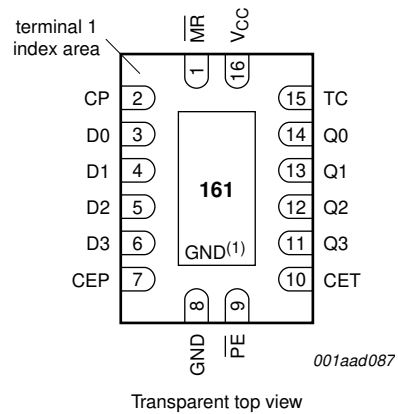 terminal 1
index area
MR
VCC
1
16
CP 2
15 TC
D0 3
14 Q0
D1 4
13 Q1
161
D2 5
12 Q2
D3 6
11 Q3
GND(1)
CEP 7
10 CET
8
9
GND
PE
001aad087
Transparent top view